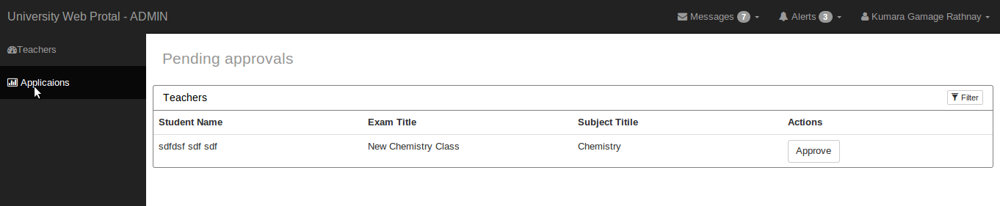 University Web Protal - ADMIN Messages 7 Alerts 3 Kumara Gamage Rathnay
Teachers
Applicaions
Pending approvals
Teachers Filter
Student Name Exam Title Subject Titile Actions
sdfdsf sdf sdf New Chemistry Class Chemistry Approve